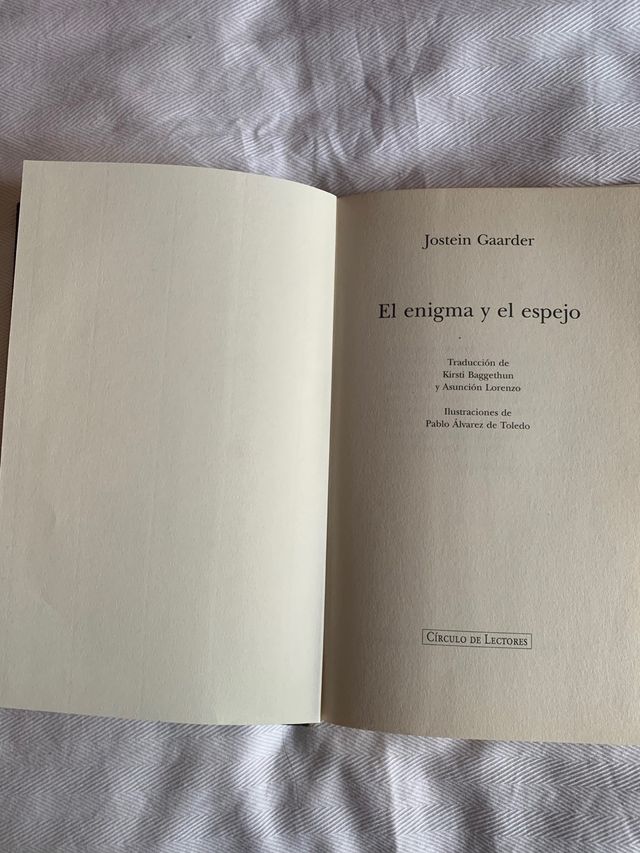 Jostein Gaarder
El enigma y el espejo
Traducción de
Kirsti Baggethun
y Asunción Lorenzo
Ilustraciones de
Pablo Álvarez de Toledo
CÍRCULO DE LECTORES